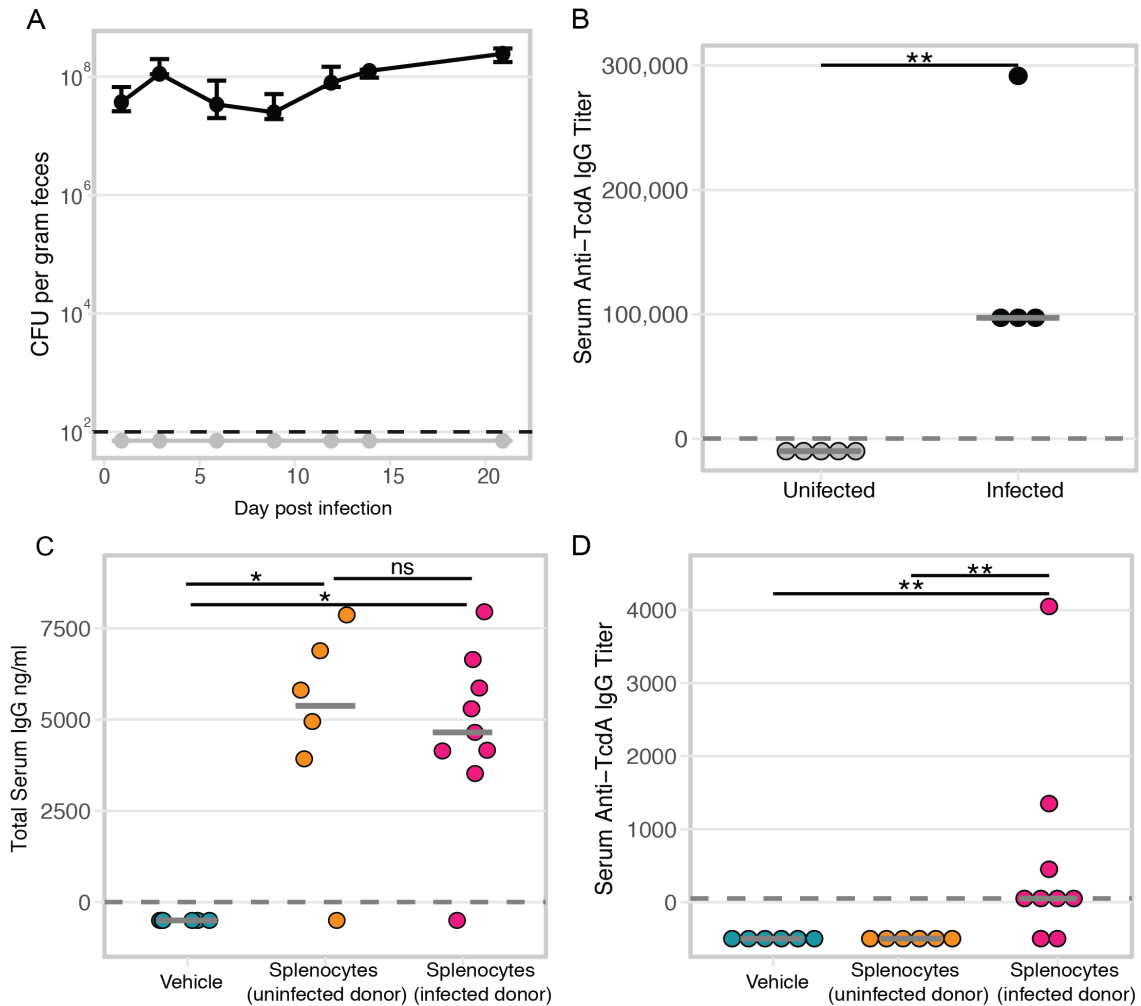 A
CFU per gram feces
10^8
10^6
10^4
10^2
0 5 10 15 20
Day post infection
B
Serum Anti−TcdA IgG Titer
300,000
200,000
100,000
0
**
Unifected Infected
C
Total Serum IgG ng/ml
7500
5000
2500
0
* ns
*
Vehicle
Splenocytes
(uninfected donor)
Splenocytes
(infected donor)
D
Serum Anti−TcdA IgG Titer
4000
3000
2000
1000
0
**
**
Vehicle
Splenocytes
(uninfected donor)
Splenocytes
(infected donor)